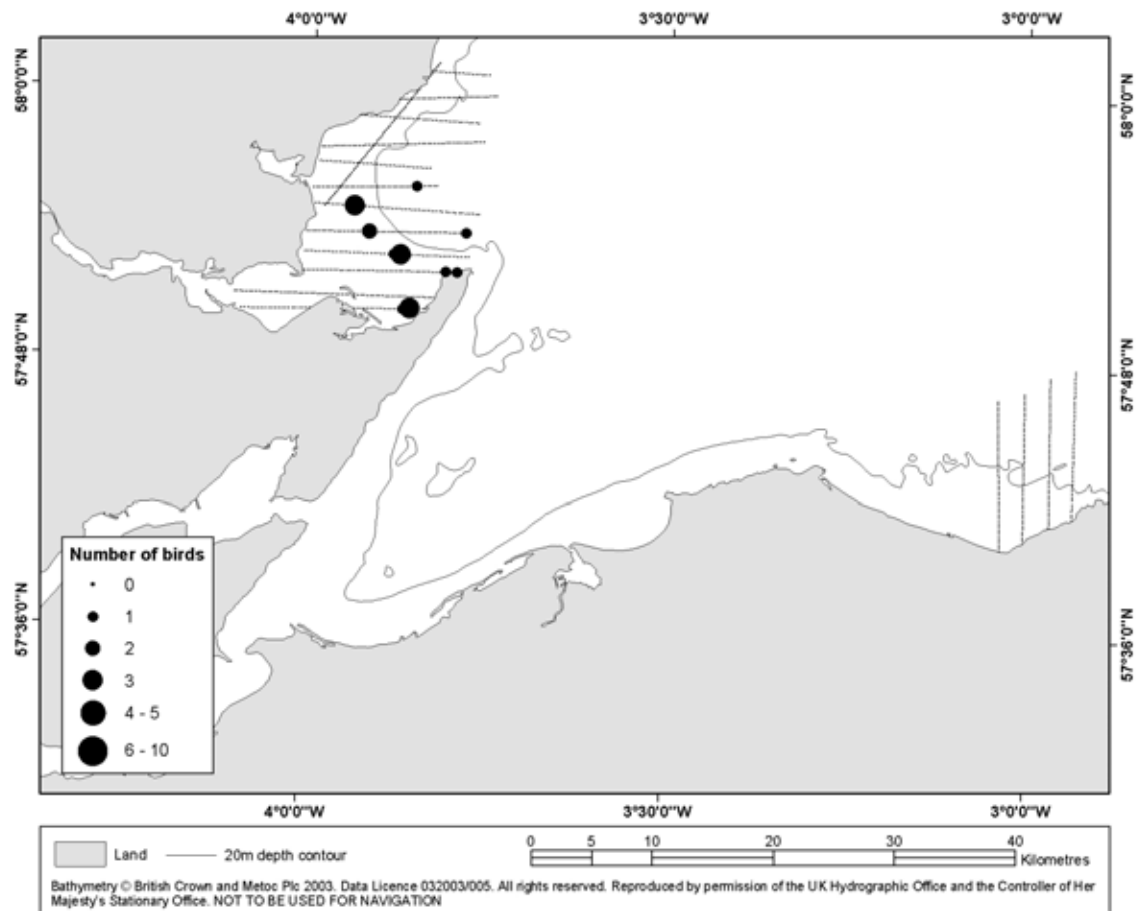 4°0'0"W 3°30'0"W 3°0'0"W
58°0'0"N
58°0'0"N
57°48'0"N
57°48'0"N
57°36'0"N
57°36'0"N
Number of birds
0
1
2
3
4 - 5
6 - 10
4°0'0"W 3°30'0"W 3°0'0"W
Land 20m depth contour
0 5 10 20 30 40
Kilometres
Bathymetry © British Crown and Metoc Plc 2003. Data Licence 032003/005. All rights reserved. Reproduced by permission of the UK Hydrographic Office and the Controller of Her
Majesty's Stationary Office. NOT TO BE USED FOR NAVIGATION